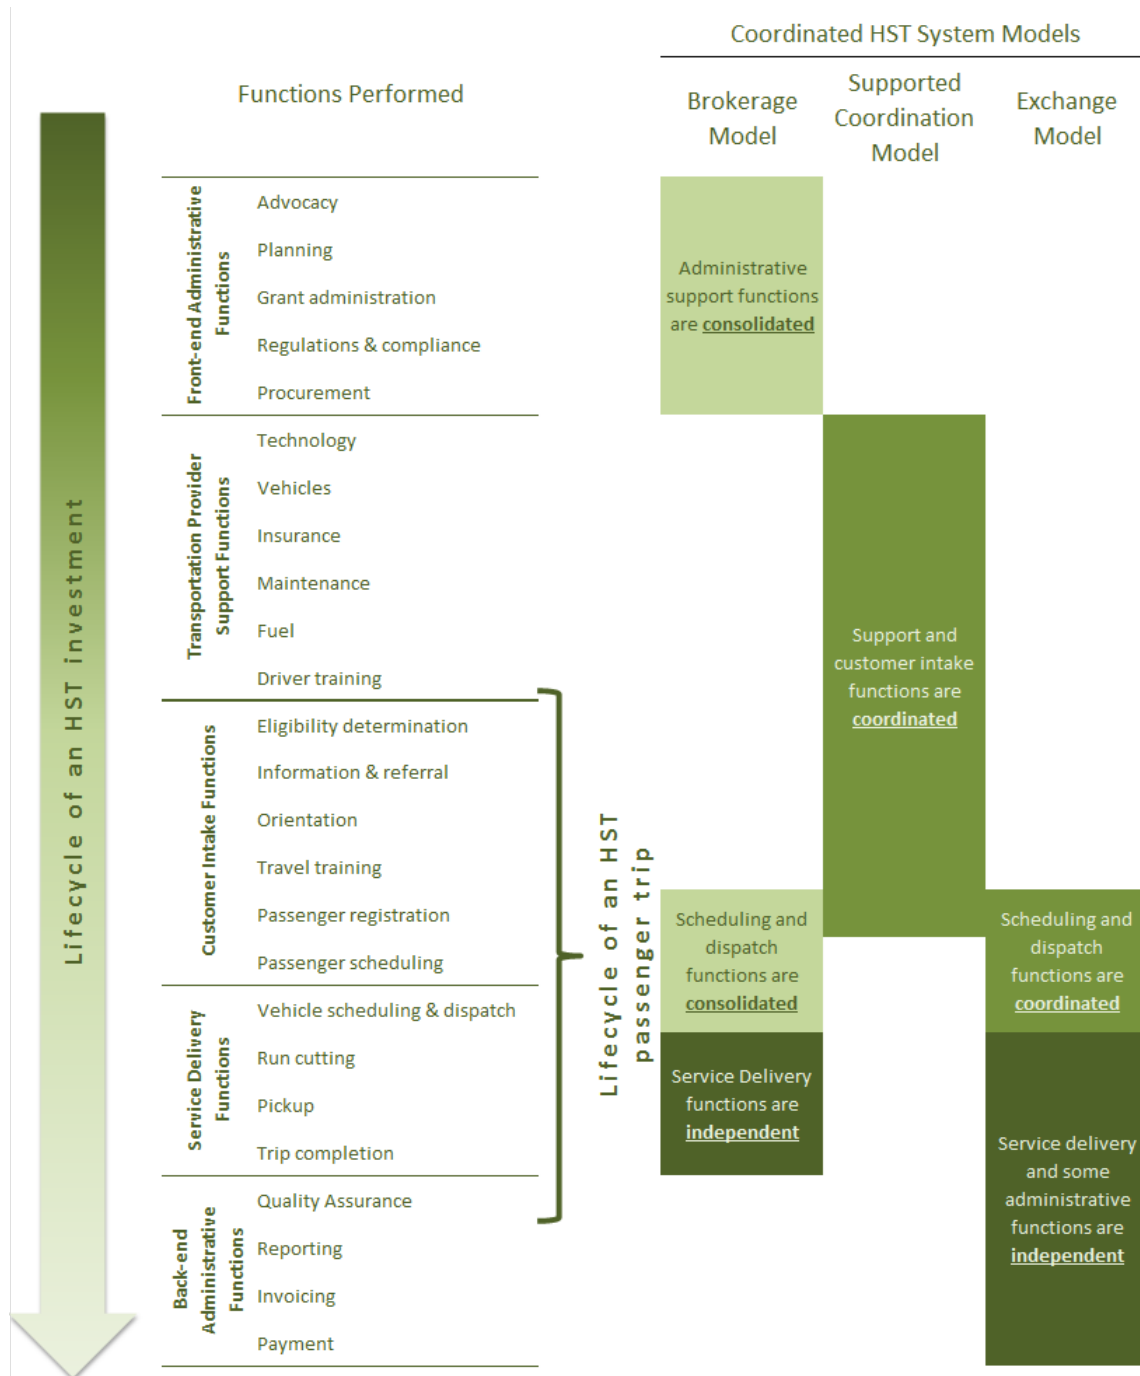 Coordinated HST System Models
Functions Performed
Brokerage
Model
Supported
Coordination
Model
Exchange
Model
Lifecycle of an HST investment
Front-end Administrative
Functions
Advocacy
Planning
Grant administration
Regulations & compliance
Procurement
Administrative
support functions
are consolidated
Transportation Provider
Support Functions
Technology
Vehicles
Insurance
Maintenance
Fuel
Driver training
Support and
customer intake
functions are
coordinated
Customer Intake Functions
Eligibility determination
Information & referral
Orientation
Travel training
Passenger registration
Passenger scheduling
Lifecycle of an HST
passenger trip
Scheduling and
dispatch
functions are
consolidated
Scheduling and
dispatch
functions are
coordinated
Service Delivery
Functions
Vehicle scheduling & dispatch
Run cutting
Pickup
Trip completion
Service Delivery
functions are
independent
Service delivery
and some
administrative
functions are
independent
Back-end
Administrative
Functions
Quality Assurance
Reporting
Invoicing
Payment